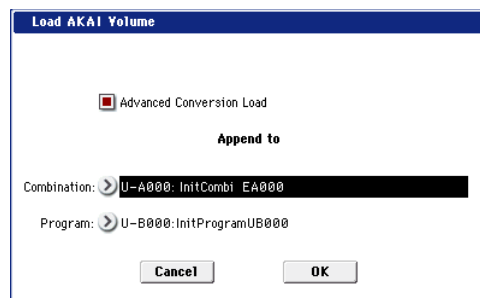 Load AKAI Volume
Advanced Conversion Load
Append to
Combination: U-A000: InitCombi EA000
Program: U-B000:InitProgramUB000
Cancel OK